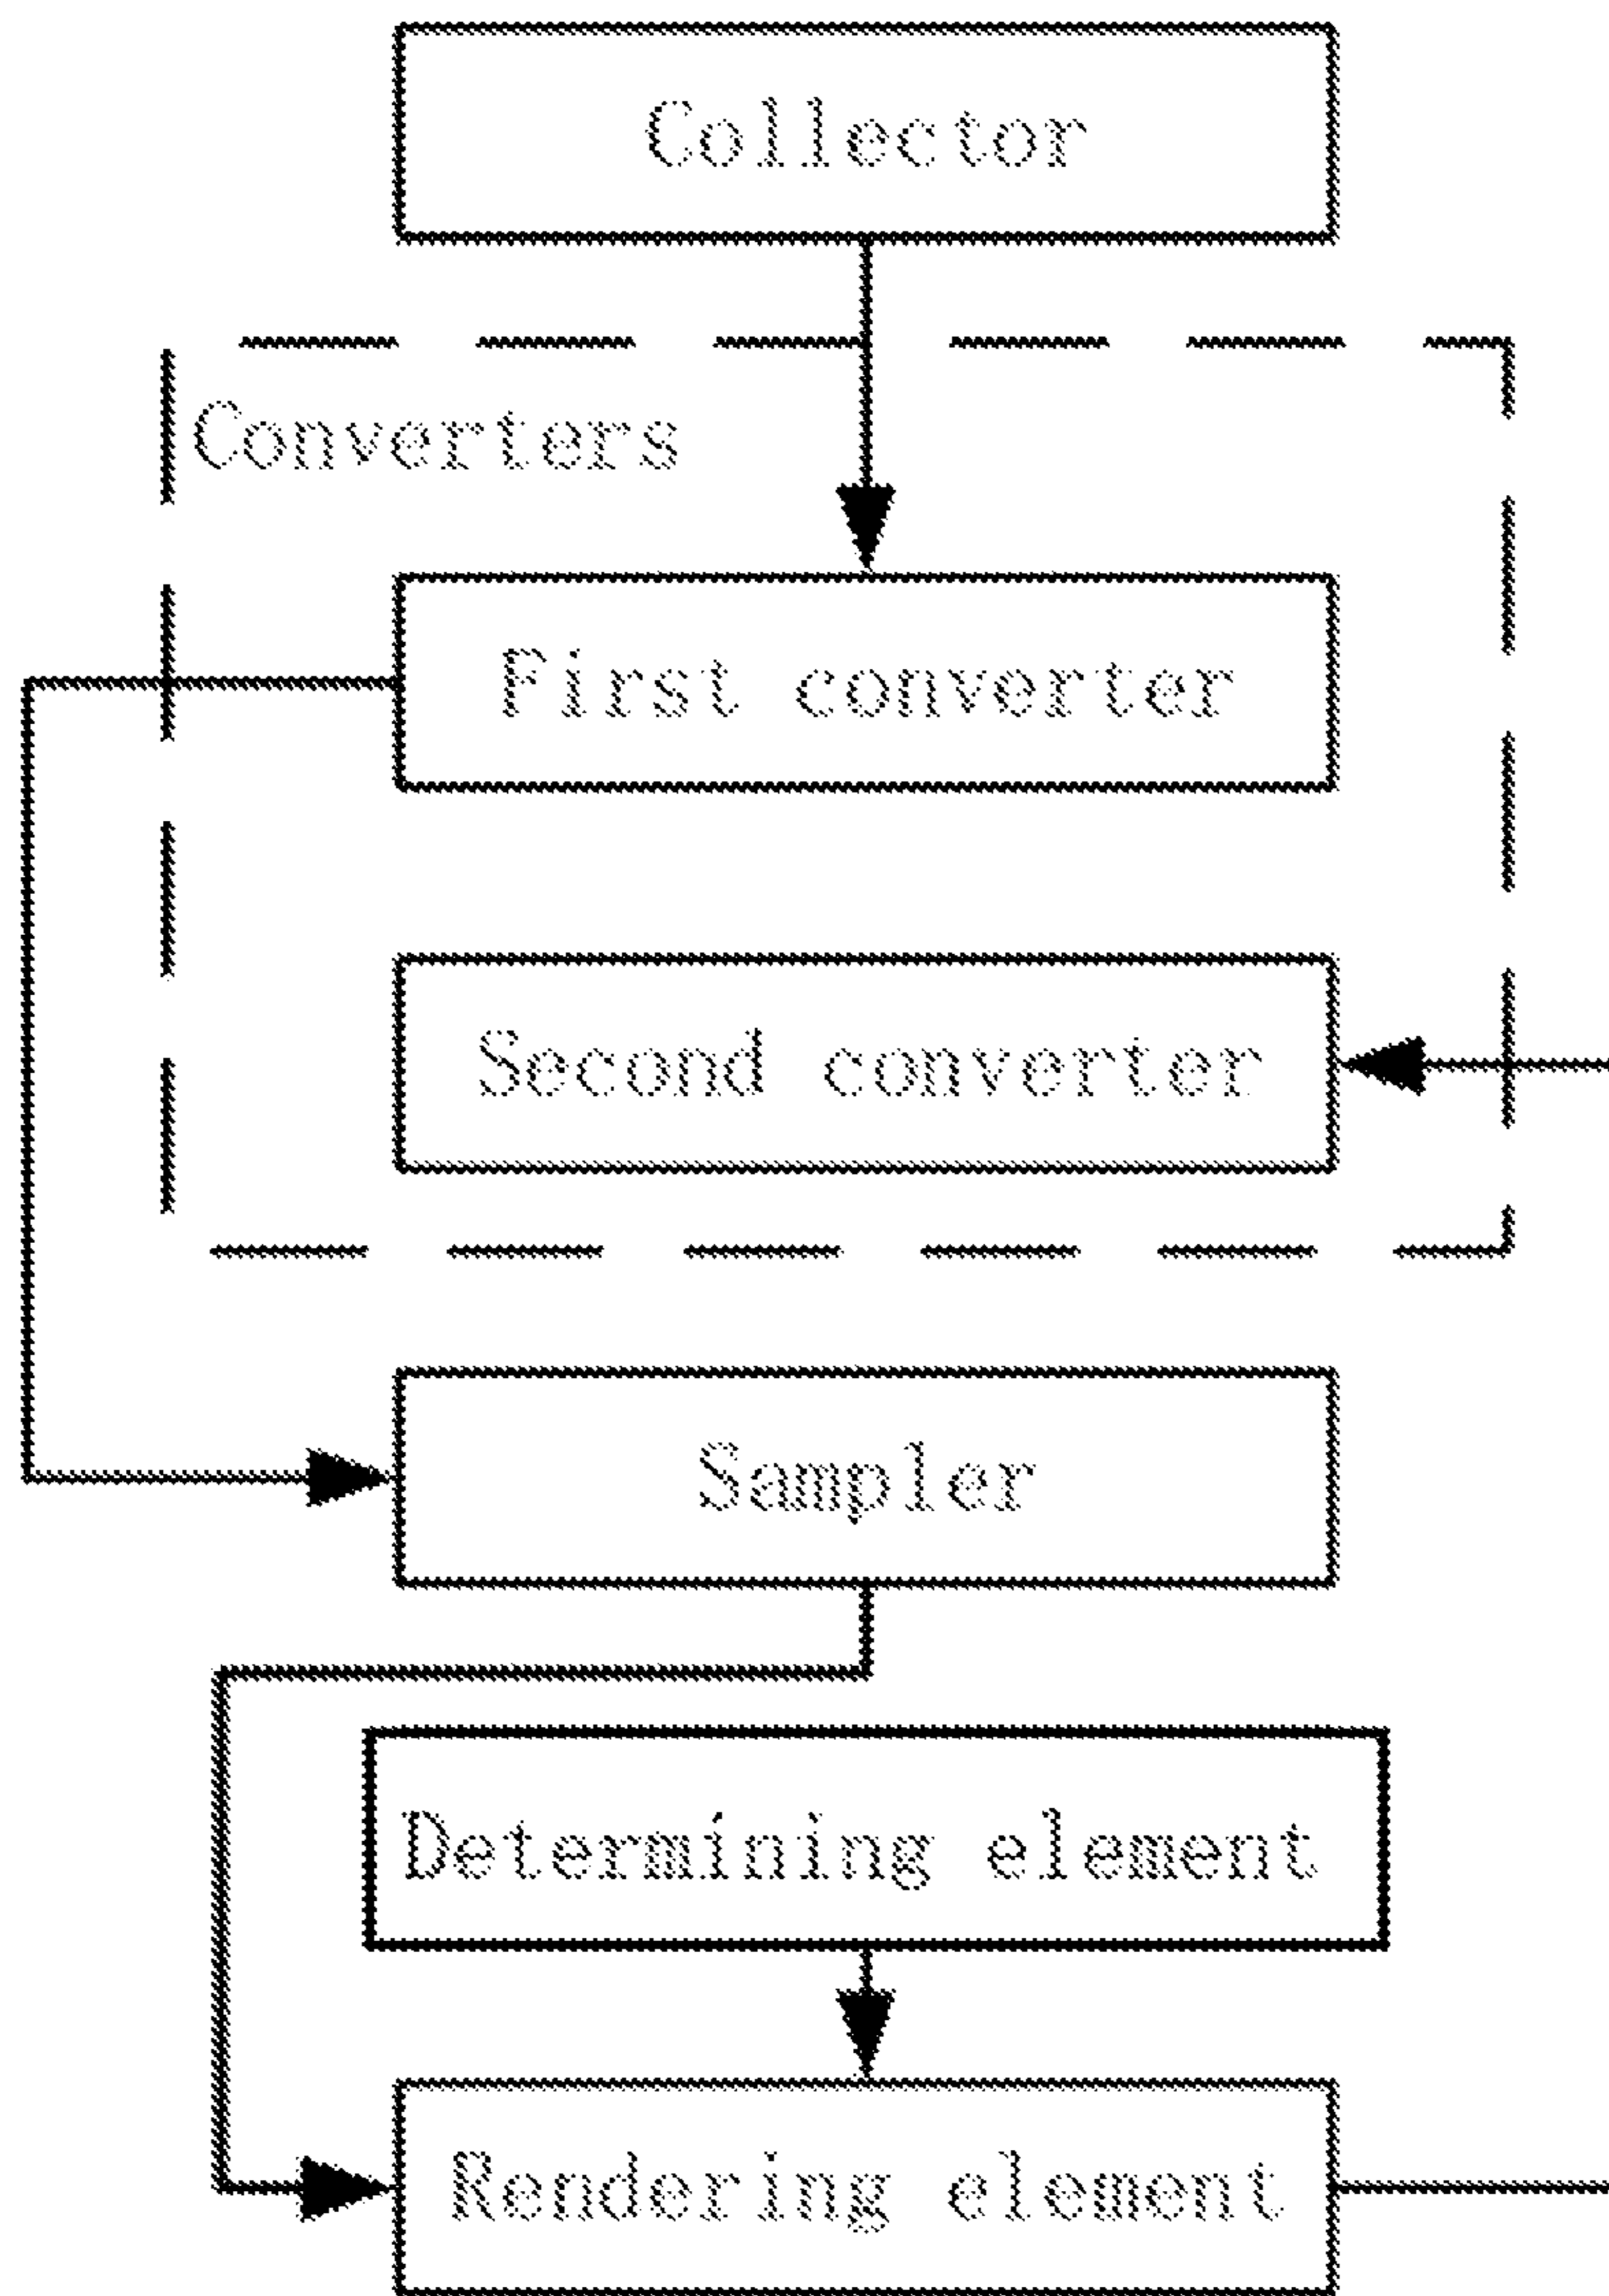 Collector
Converters
First converter
Second converter
Sampler
Determining element
Rendering element